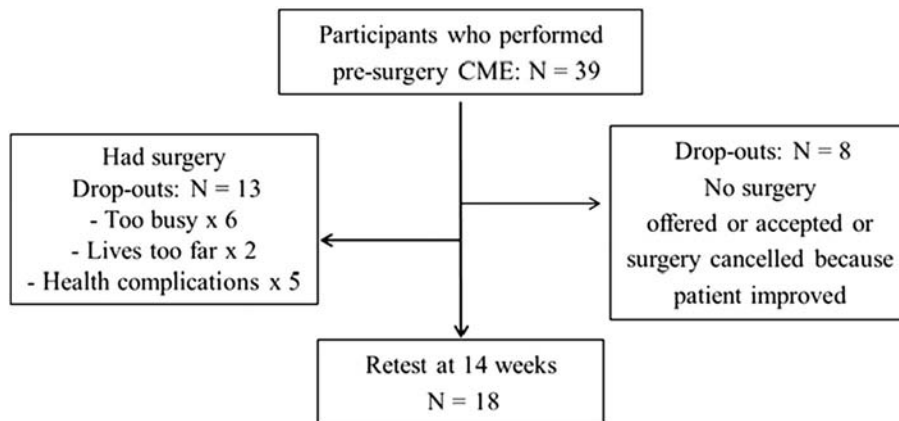 Participants who performed
pre-surgery CME: N = 39
Had surgery
Drop-outs: N = 13
- Too busy x 6
- Lives too far x 2
- Health complications x 5
Drop-outs: N = 8
No surgery
offered or accepted or
surgery cancelled because
patient improved
Retest at 14 weeks
N = 18